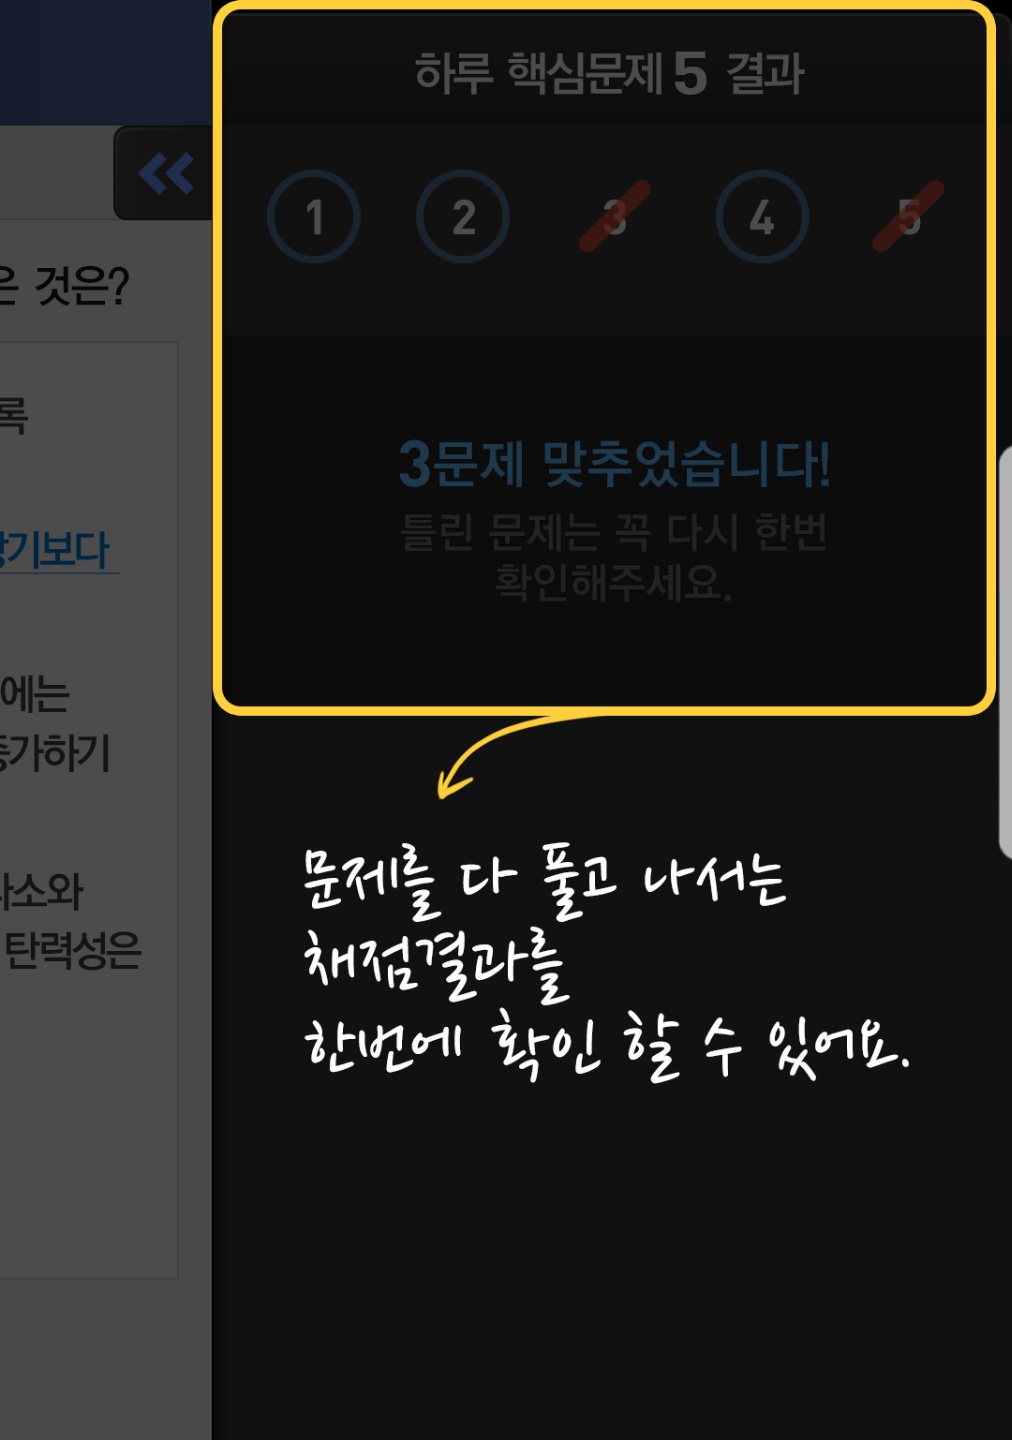 하루 핵심문제 5 결과
1 2 3 4 5
은 것은?
록
기보다
에는
증가하기
소와
탄력성은
3문제 맞추었습니다!
틀린 문제는 꼭 다시 한번
확인해주세요.
문제를 다 풀고 나서는
채점결과를
한번에 확인 할 수 있어요.